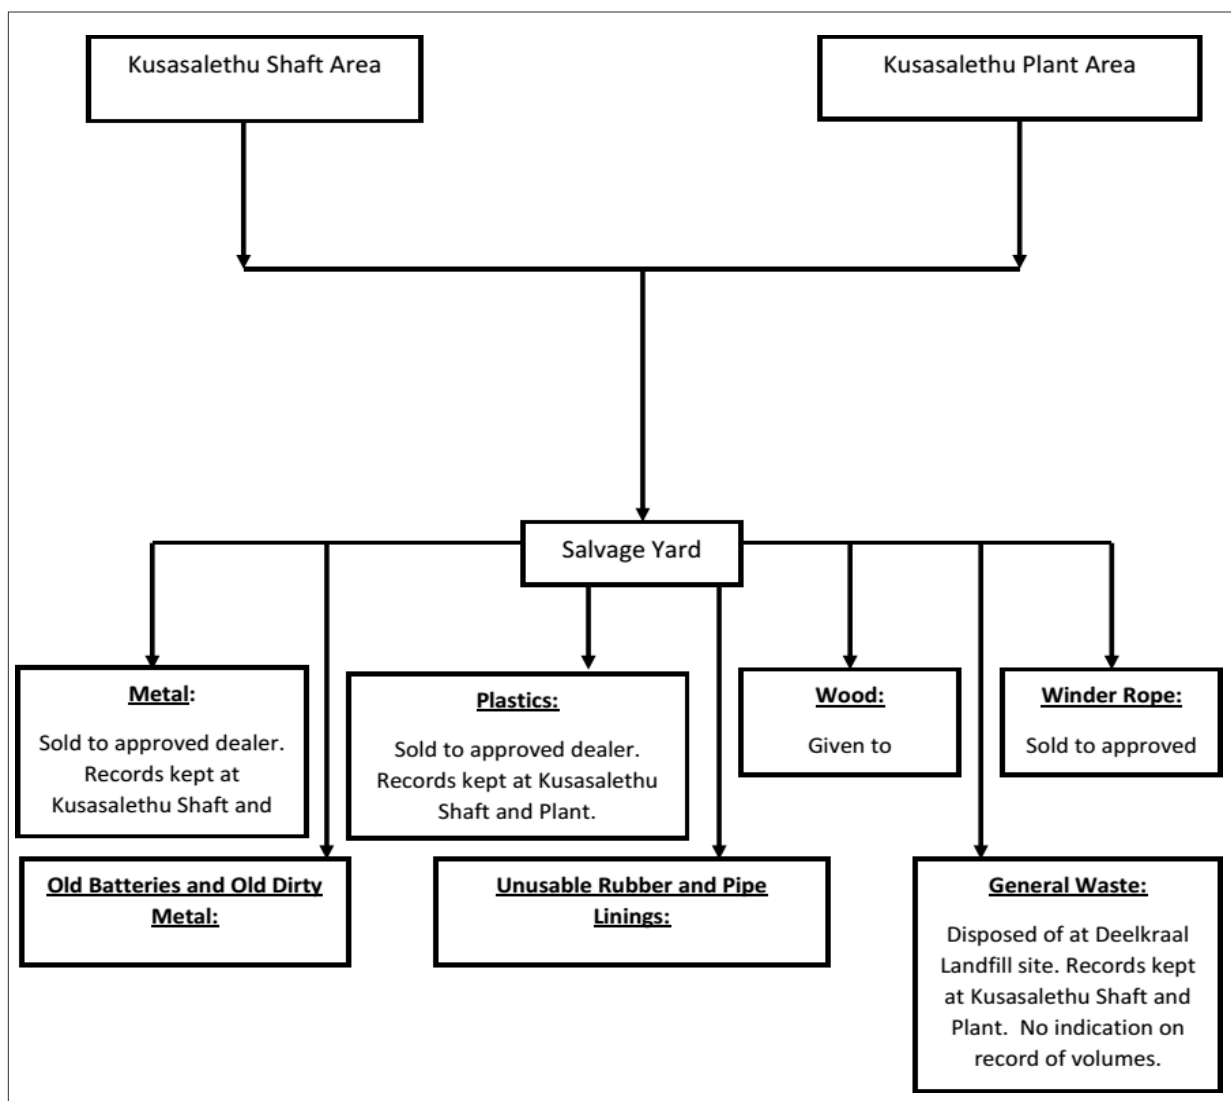 Kusasalethu Shaft Area
Kusasalethu Plant Area
Salvage Yard
Metal:
Sold to approved dealer.
Records kept at
Kusasalethu Shaft and
Plastics:
Sold to approved dealer.
Records kept at Kusasalethu
Shaft and Plant.
Wood:
Given to
Winder Rope:
Sold to approved
Old Batteries and Old Dirty
Metal:
Unusable Rubber and Pipe
Linings:
General Waste:
Disposed of at Deelkraal
Landfill site. Records kept
at Kusasalethu Shaft and
Plant.  No indication on
record of volumes.